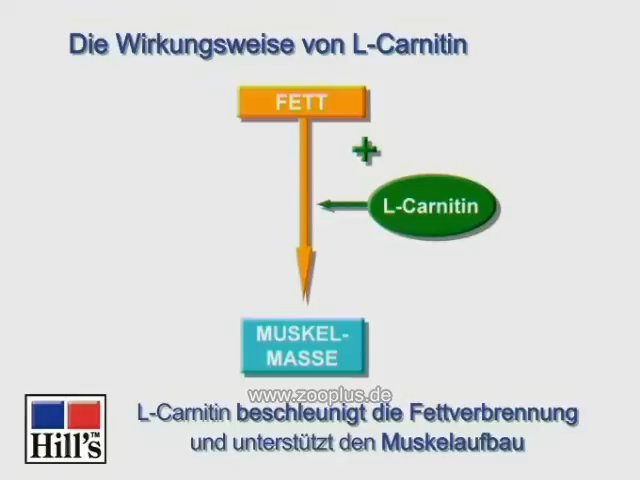 Die Wirkungsweise von L-Carnitin
FETT
+
L-Carnitin
MUSKEL-
MASSE
www.zooplus.de
L-Carnitin beschleunigt die Fettverbrennung
und unterstützt den Muskelaufbau
Hill's™